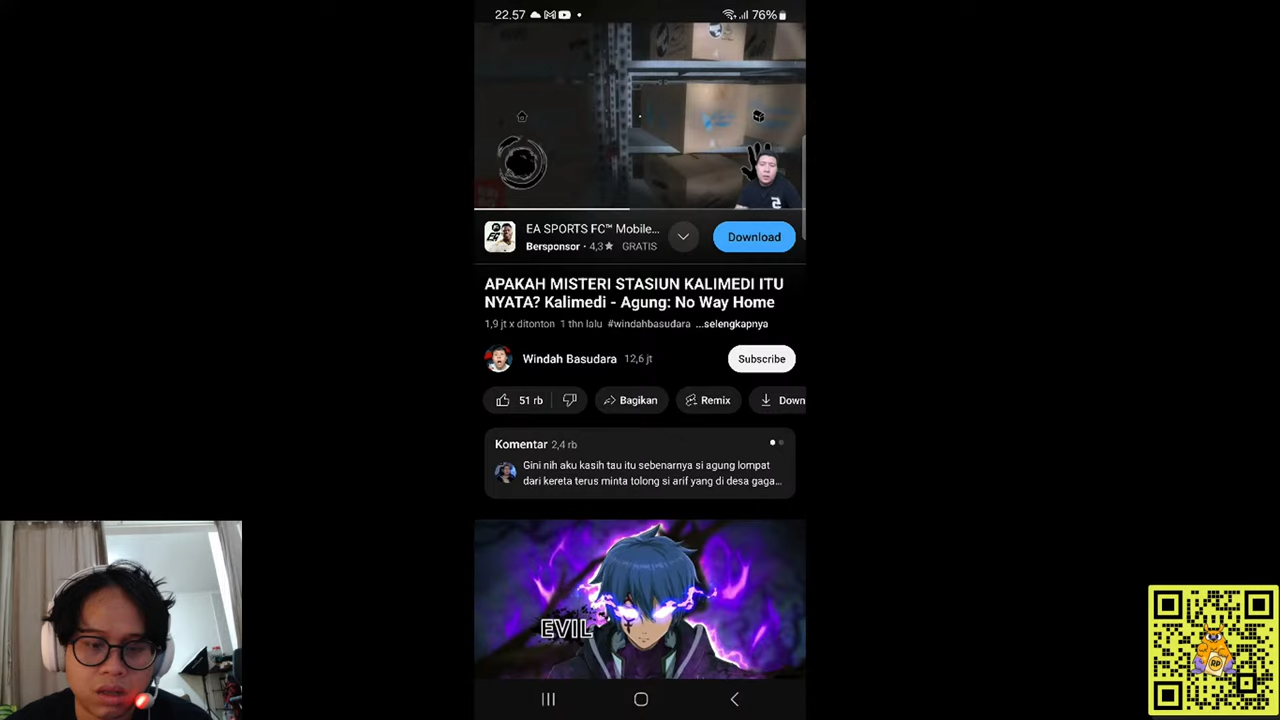 22.57
76%
EA SPORTS FC™ Mobile...
Bersponsor · 4,3★ GRATIS
Download
APAKAH MISTERI STASIUN KALIMEDI ITU
NYATA? Kalimedi - Agung: No Way Home
1,9 jt x ditonton 1 thn lalu #windahbasudara ...selengkapnya
Windah Basudara 12,6 jt
Subscribe
51 rb
Bagikan
Remix
Down
Komentar 2,4 rb
Gini nih aku kasih tau itu sebenarnya si agung lompat
dari kereta terus minta tolong si arif yang di desa gaga...
EVIL
RP